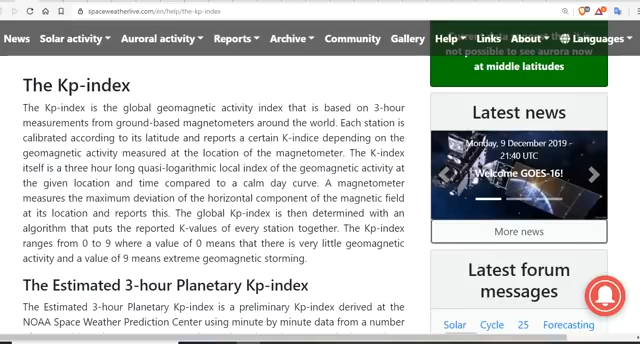 spaceweatherlive.com/en/help/the-kp-index
News Solar activity Auroral activity Reports Archive Community Gallery Help Links About Languages
not possible to see aurora now
at middle latitudes
The Kp-index
The Kp-index is the global geomagnetic activity index that is based on 3-hour
measurements from ground-based magnetometers around the world. Each station is
calibrated according to its latitude and reports a certain K-indice depending on the
geomagnetic activity measured at the location of the magnetometer. The K-index
itself is a three hour long quasi-logarithmic local index of the geomagnetic activity at
the given location and time compared to a calm day curve. A magnetometer
measures the maximum deviation of the horizontal component of the magnetic field
at its location and reports this. The global Kp-index is then determined with an
algorithm that puts the reported K-values of every station together. The Kp-index
ranges from 0 to 9 where a value of 0 means that there is very little geomagnetic
activity and a value of 9 means extreme geomagnetic storming.
The Estimated 3-hour Planetary Kp-index
The Estimated 3-hour Planetary Kp-index is a preliminary Kp-index derived at the
NOAA Space Weather Prediction Center using minute by minute data from a number
Latest news
Monday, 9 December 2019 -
21:40 UTC
Welcome GOES-16!
More news
Latest forum
messages
Solar Cycle 25 Forecasting